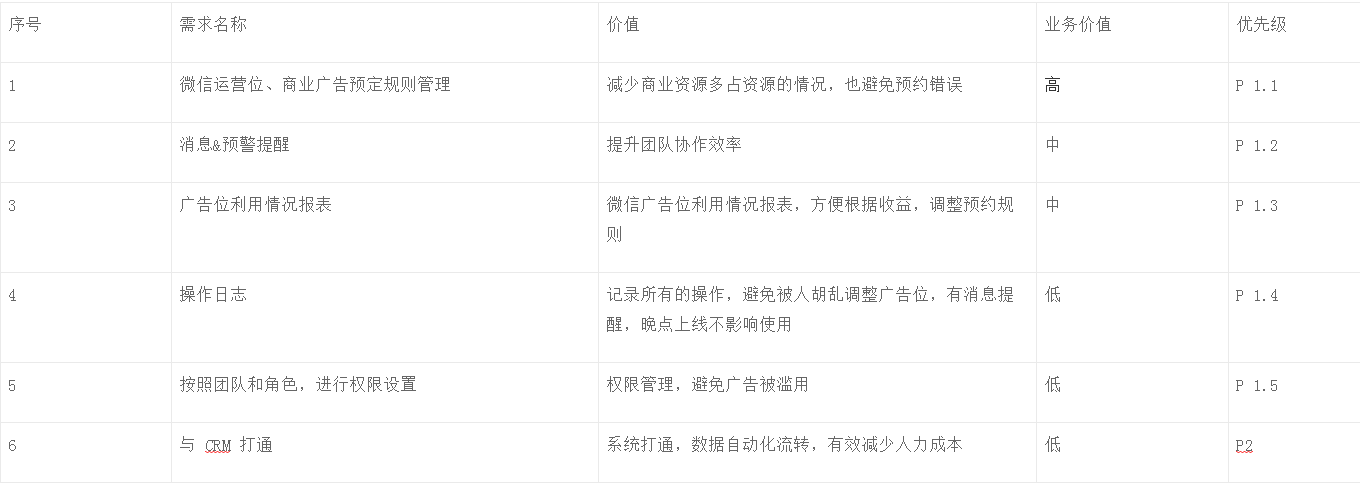 序号 需求名称 价值 业务价值 优先级
1 微信运营位、商业广告预定规则管理 减少商业资源多占资源的情况，也避免预约错误 高 P 1.1
2 消息&预警提醒 提升团队协作效率 中 P 1.2
3 广告位利用情况报表 微信广告位利用情况报表，方便根据收益，调整预约规 中 P 1.3
则
4 操作日志 记录所有的操作，避免被人胡乱调整广告位，有消息提 低 P 1.4
醒，晚点上线不影响使用
5 按照团队和角色，进行权限设置 权限管理，避免广告被滥用 低 P 1.5
6 与 CRM 打通 系统打通，数据自动化流转，有效减少人力成本 低 P2